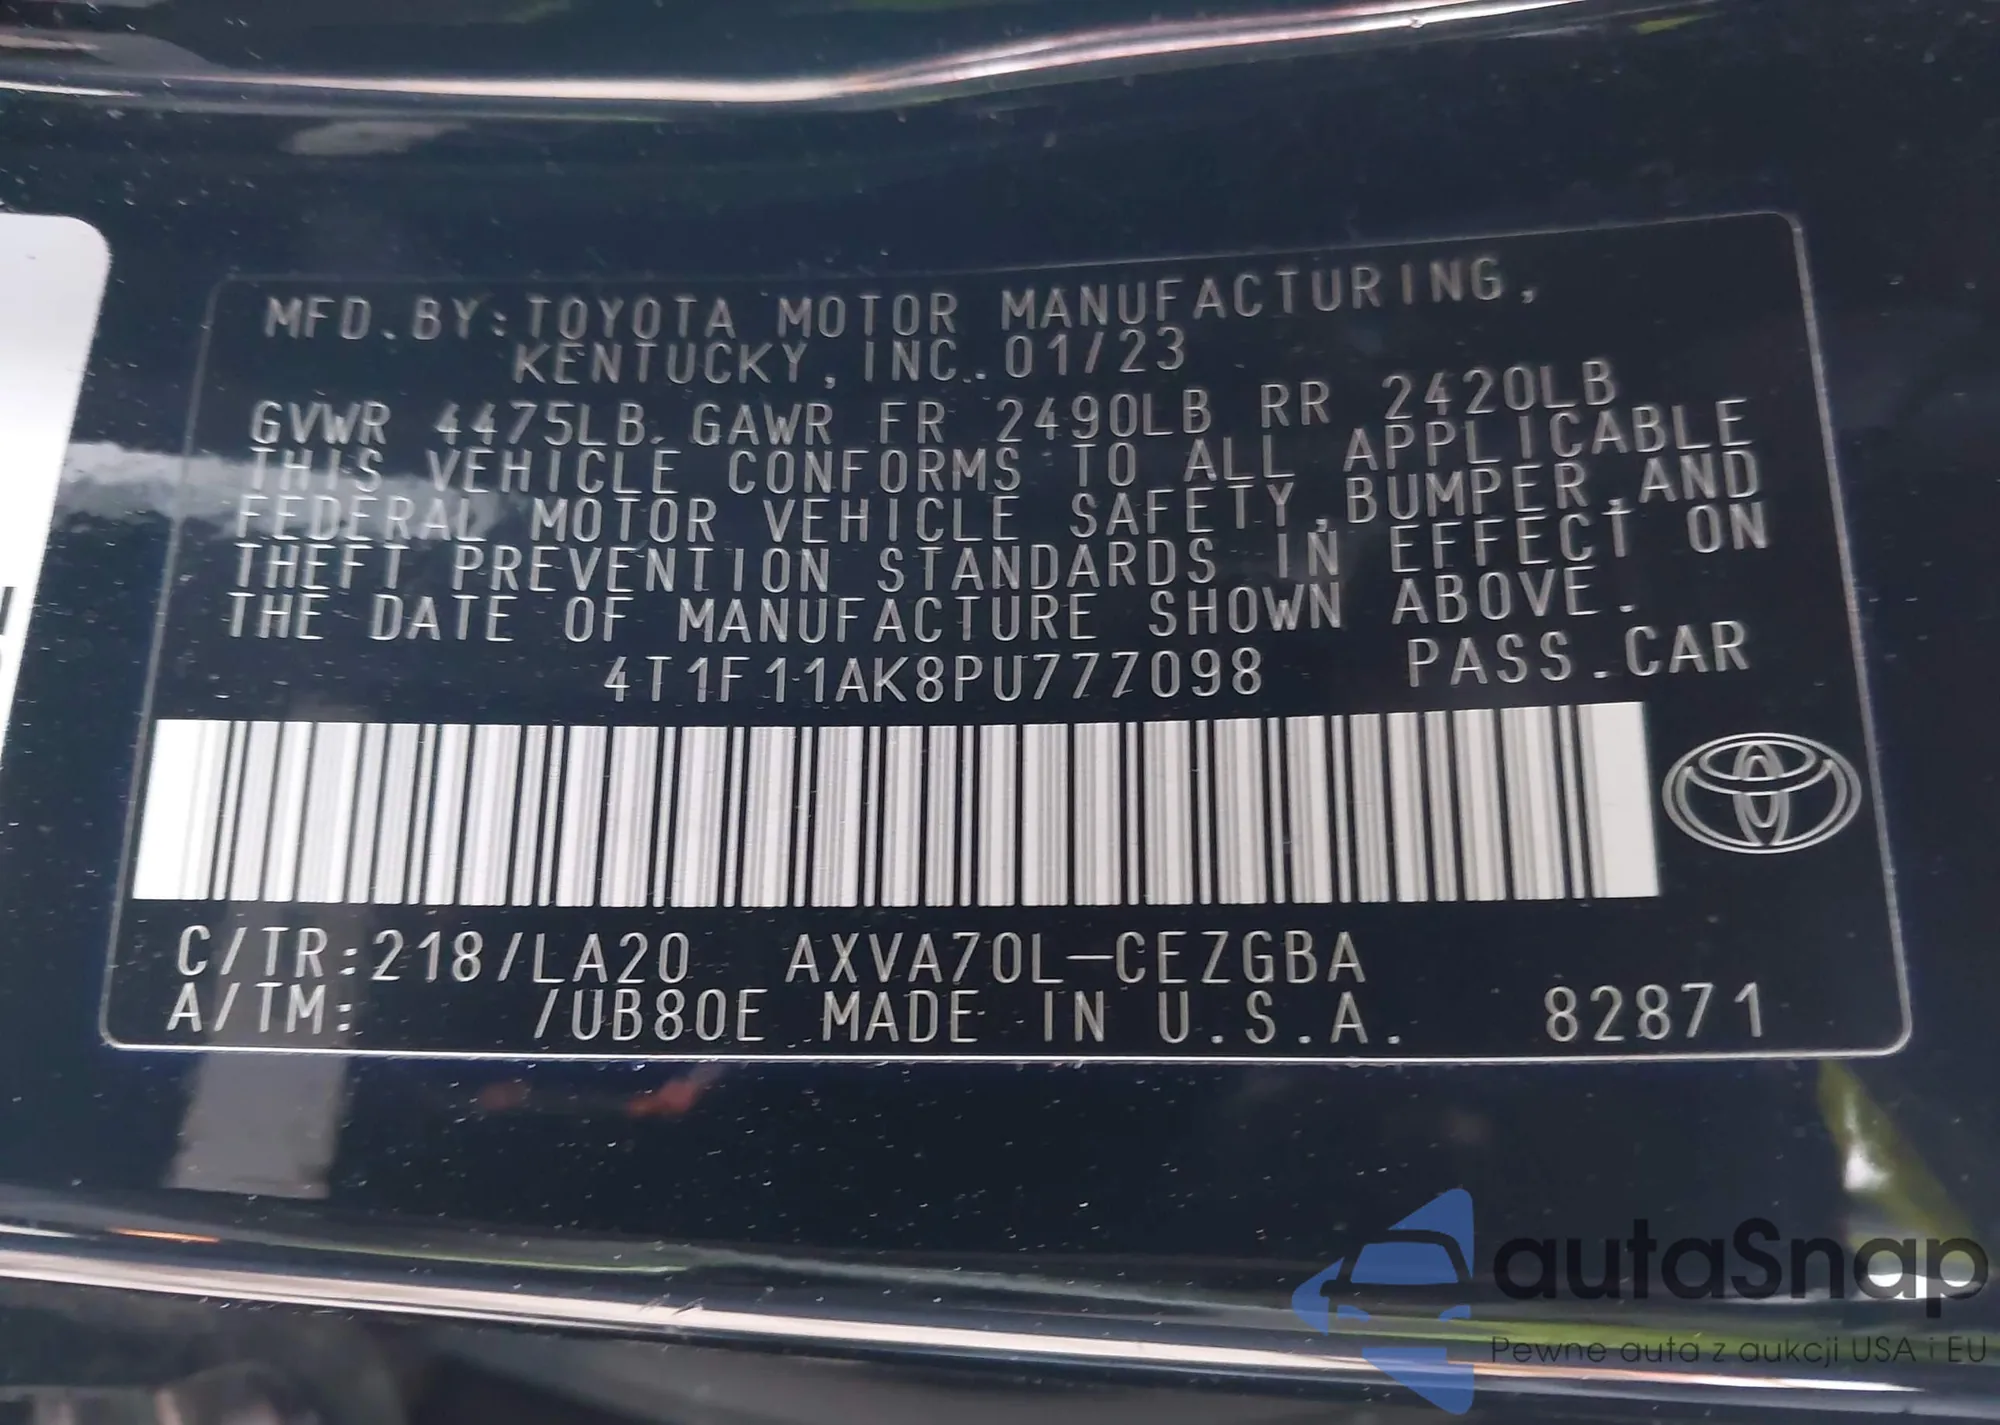 MFD.BY:TOYOTA MOTOR MANUFACTURING,
KENTUCKY, INC. 01/23
GVWR 4475LB. GAWR FR 2490LB RR 2420LB
THIS VEHICLE CONFORMS TO ALL APPLICABLE
FEDERAL MOTOR VEHICLE SAFETY, BUMPER, AND
THEFT PREVENTION STANDARDS IN EFFECT ON
THE DATE OF MANUFACTURE SHOWN ABOVE.
4T1F11AK8PU777098 PASS.CAR
C/TR:218/LA20 AXVA70L-CEZGBA
A/TM: /UB80E MADE IN U.S.A. 82871
autaSnap
Pewne auta z aukcji USA i EU